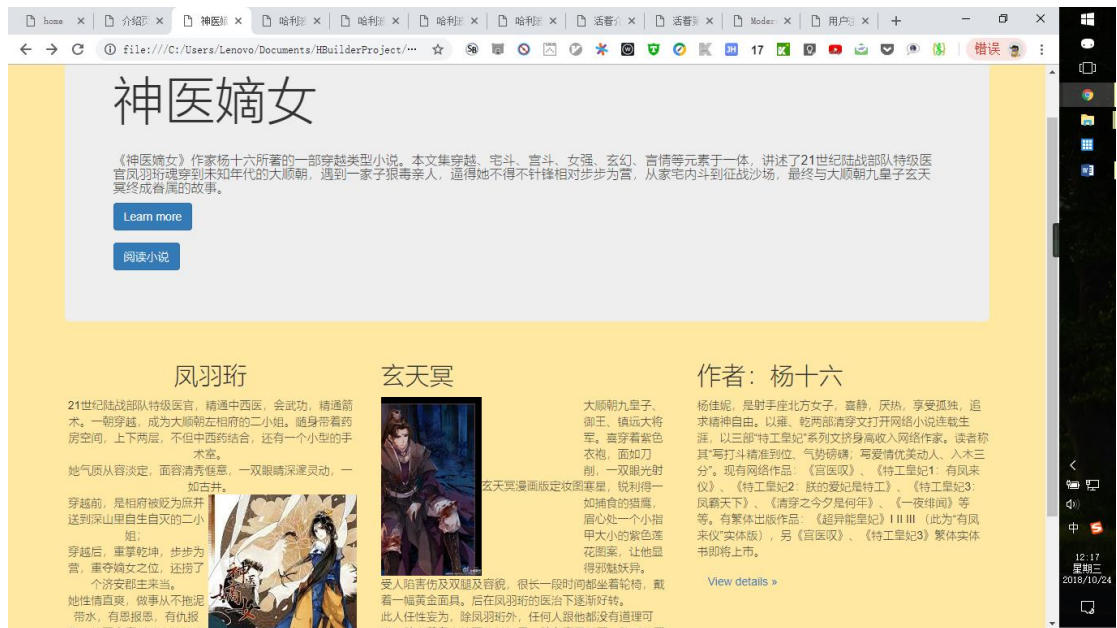 home
介绍页
神医嫡
哈利
哈利
哈利
哈利
活着
活着
Moder
用户
file:///C:/Users/Lenovo/Documents/HBuilderProject/…
17
错误
神医嫡女
《神医嫡女》作家杨十六所著的一部穿越类型小说。本文集穿越、宅斗、宫斗、女强、玄幻、言情等元素于一体，讲述了21世纪陆战部队特级医
官凤羽珩魂穿到未知年代的大顺朝，遇到一家子狠毒亲人，逼得她不得不针锋相对步步为营，从家宅内斗到征战沙场，最终与大顺朝九皇子玄天
冥终成眷属的故事。
Learn more
阅读小说
凤羽珩
21世纪陆战部队特级医官，精通中西医，会武功，精通箭
术。一朝穿越，成为大顺朝左相府的二小姐。随身带着药
房空间，上下两层，不但中西药结合，还有一个小型的手
术室。
她气质从容淡定，面容清秀惬意，一双眼睛深邃灵动，一
如古井。
穿越前，是相府被贬为庶井
送到深山里自生自灭的二小
姐；
穿越后，重掌乾坤，步步为
营，重夺嫡女之位，还捞了
个济安郡主来当。
她性情直爽，做事从不拖泥
带水，有恩报恩，有仇报
神医嫡女
玄天冥
玄天冥漫画版定妆图
大顺朝九皇子、
御王、镇远大将
军。喜穿着紫色
衣袍，面如刀
削，一双眼光射
寒星，锐利得一
如捕食的猎鹰，
眉心处一个小指
甲大小的紫色莲
花图案，让他显
得邪魅妖异。
受人陷害伤及双腿及容貌，很长一段时间都坐着轮椅，戴
着一幅黄金面具。后在凤羽珩的医治下逐渐好转。
此人任性妄为，除凤羽珩外，任何人跟他都没有道理可
作者：杨十六
杨佳妮，是射手座北方女子，喜静，厌热，享受孤独，追
求精神自由。以雍、乾两部清穿文打开网络小说连载生
涯，以三部“特工皇妃”系列文挤身高收入网络作家。读者称
其“写打斗精准到位、气势磅礴；写爱情优美动人、入木三
分”。现有网络作品：《宫医叹》、《特工皇妃1：有凤来
仪》、《特工皇妃2：朕的爱妃是特工》、《特工皇妃3：
凤霸天下》、《清穿之今夕是何年》、《一夜绯闻》等
等。有繁体出版作品：《超异能皇妃》I II III （此为“有凤
来仪”实体版），另《宫医叹》、《特工皇妃3》繁体实体
书即将上市。
View details »
中
12:17
星期三
2018/10/24